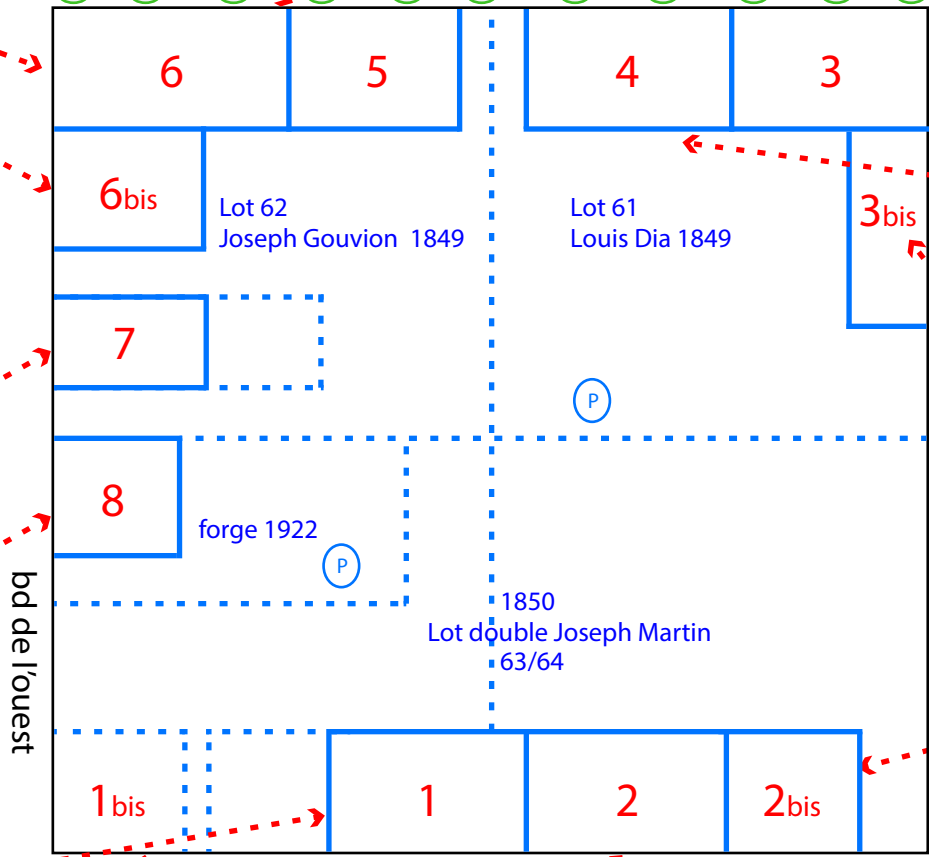 6
5
4
3
6bis
3bis
Lot 62
Joseph Gouvion 1849
Lot 61
Louis Dia 1849
7
P
8
forge 1922
P
bd de l'ouest
1850
Lot double Joseph Martin
63/64
1bis
1
2
2bis